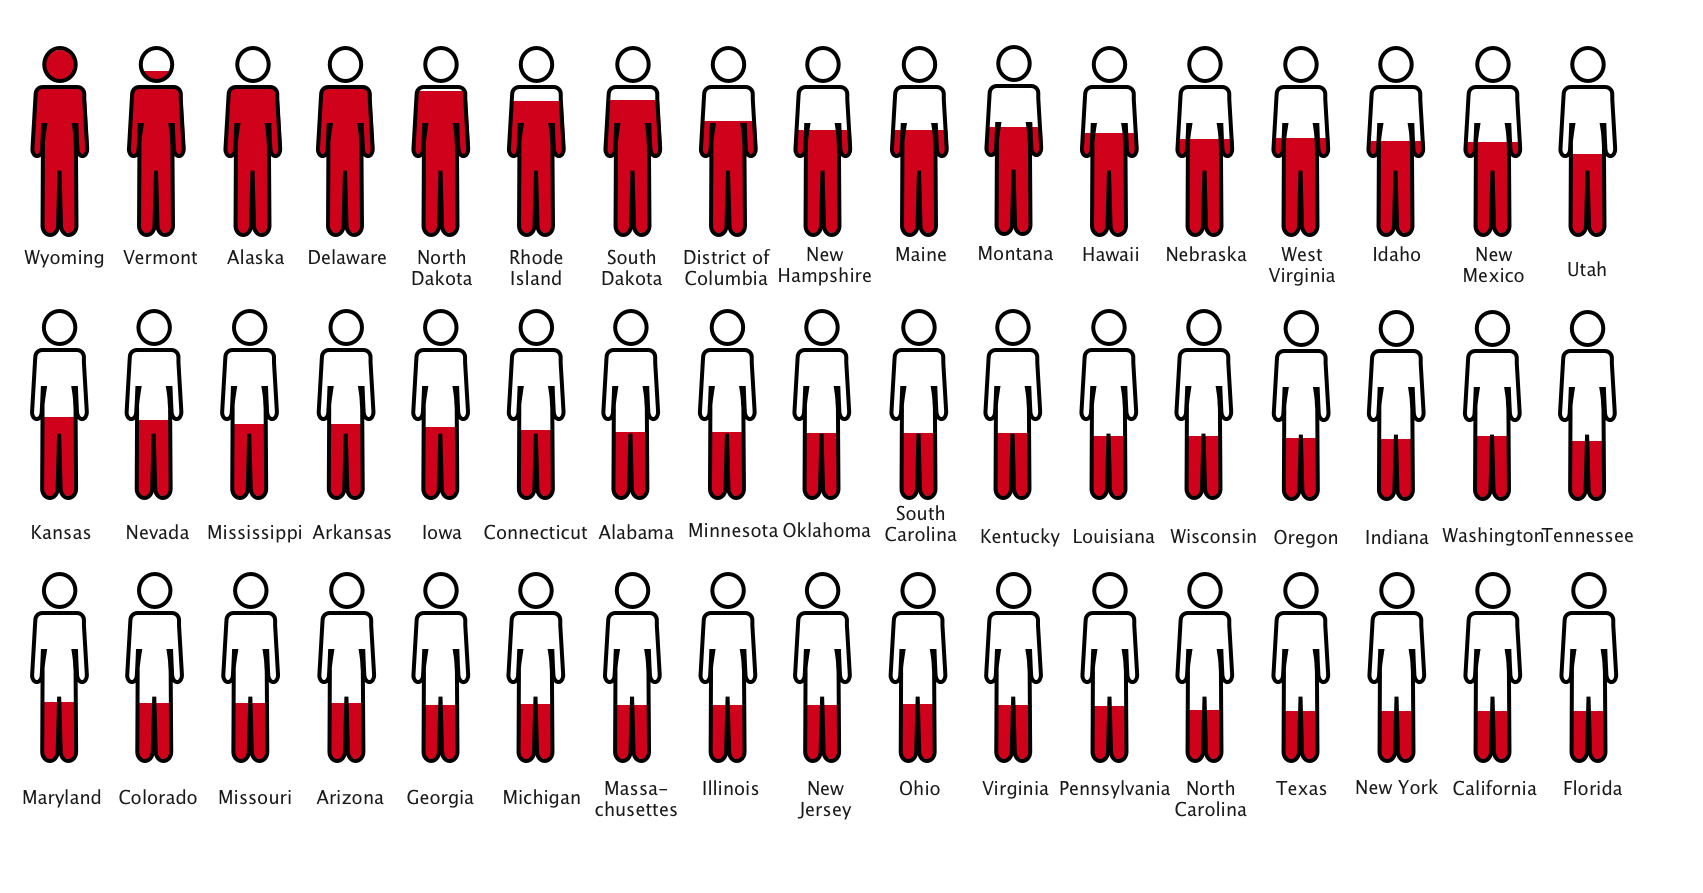 Wyoming
Vermont
Alaska
Delaware
North
Dakota
Rhode
Island
South
Dakota
District of
Columbia
New
Hampshire
Maine
Montana
Hawaii
Nebraska
West
Virginia
Idaho
New
Mexico
Utah
Kansas
Nevada
Mississippi
Arkansas
Iowa
Connecticut
Alabama
Minnesota
Oklahoma
South
Carolina
Kentucky
Louisiana
Wisconsin
Oregon
Indiana
Washington
Tennessee
Maryland
Colorado
Missouri
Arizona
Georgia
Michigan
Massa-
chusettes
Illinois
New
Jersey
Ohio
Virginia
Pennsylvania
North
Carolina
Texas
New York
California
Florida